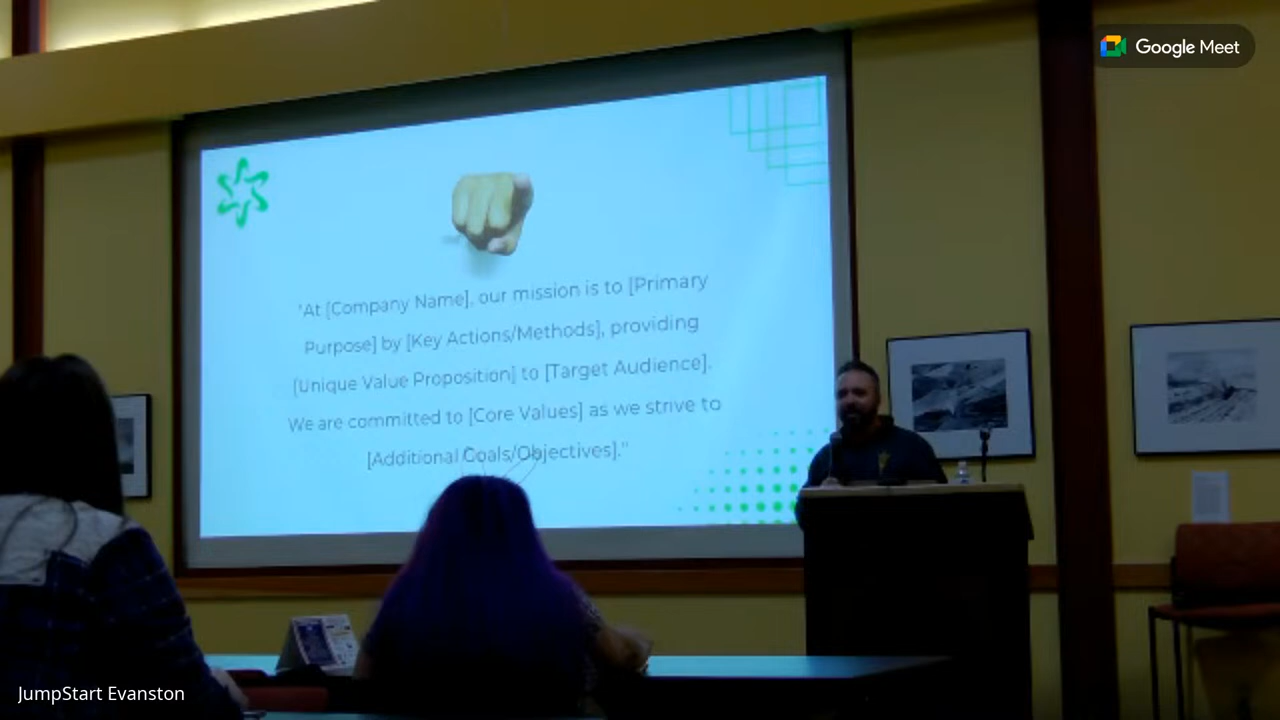 Google Meet
"At [Company Name], our mission is to [Primary
Purpose] by [Key Actions/Methods], providing
[Unique Value Proposition] to [Target Audience].
We are committed to [Core Values] as we strive to
[Additional Goals/Objectives]."
JumpStart Evanston